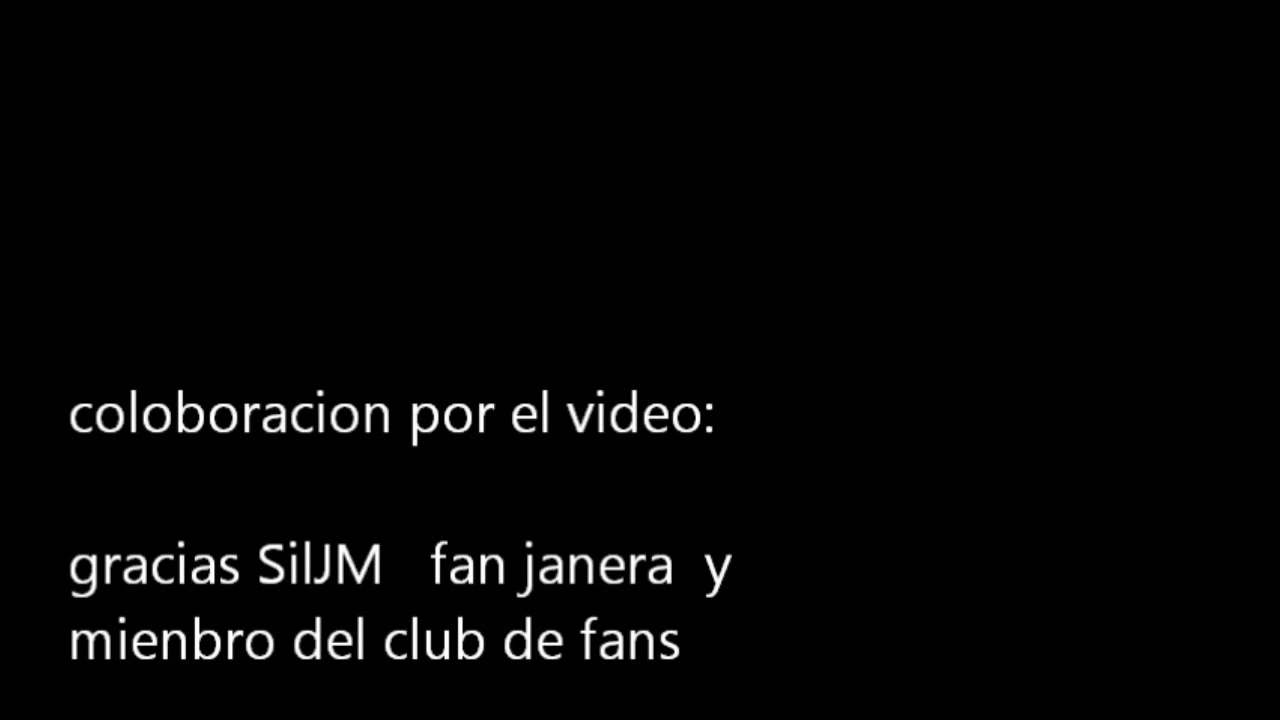 coloboracion por el video:
gracias SilJM fan janera y
mienbro del club de fans